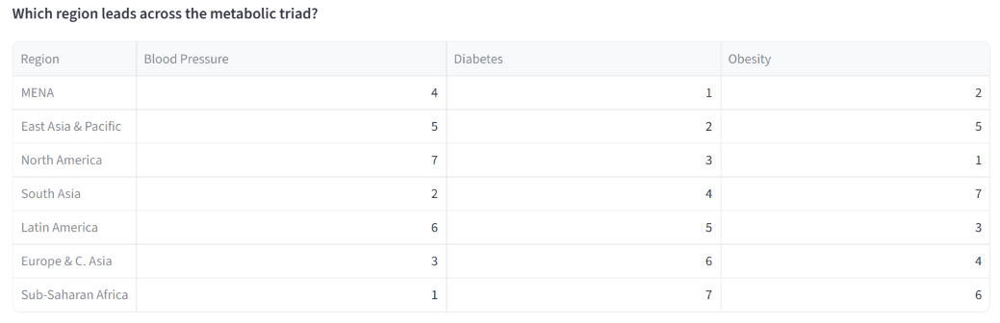 Which region leads across the metabolic triad?
Region Blood Pressure Diabetes Obesity
MENA 4 1 2
East Asia & Pacific 5 2 5
North America 7 3 1
South Asia 2 4 7
Latin America 6 5 3
Europe & C. Asia 3 6 4
Sub-Saharan Africa 1 7 6